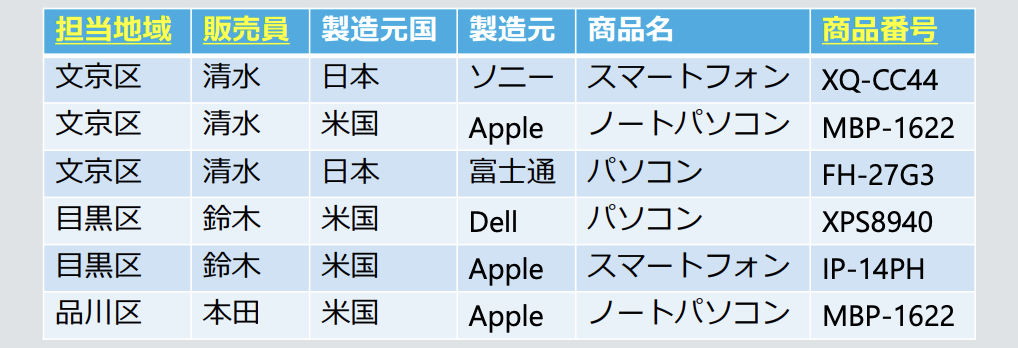 担当地域 販売員 製造元国 製造元 商品名 商品番号
文京区 清水 日本 ソニー スマートフォン XQ-CC44
文京区 清水 米国 Apple ノートパソコン MBP-1622
文京区 清水 日本 富士通 パソコン FH-27G3
目黒区 鈴木 米国 Dell パソコン XPS8940
目黒区 鈴木 米国 Apple スマートフォン IP-14PH
品川区 本田 米国 Apple ノートパソコン MBP-1622